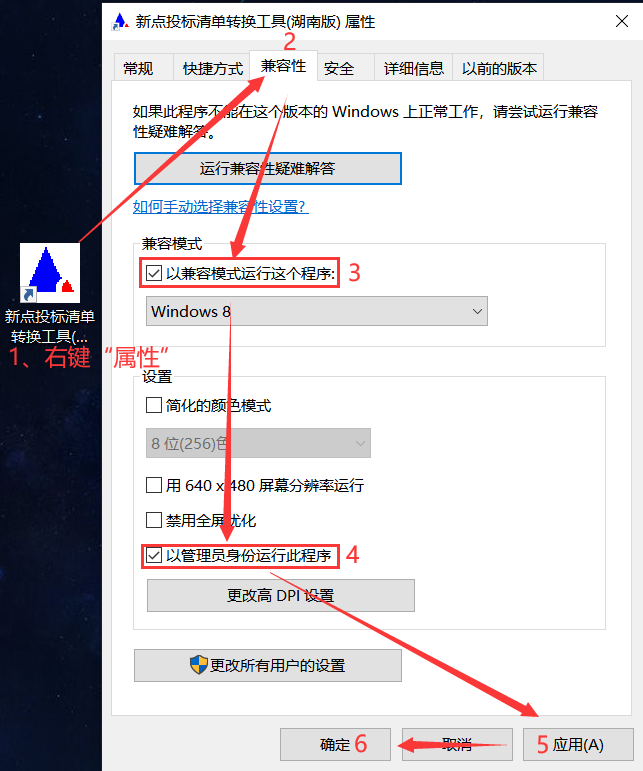 新点投标清单转换工具(湖南版) 属性
2
常规
快捷方式
兼容性
安全
详细信息
以前的版本
如果此程序不能在这个版本的 Windows 上正常工作，请尝试运行兼容
性疑难解答。
运行兼容性疑难解答
如何手动选择兼容性设置?
新点投标清单
转换工具(...
1、右键“属性”
兼容模式
以兼容模式运行这个程序:
3
Windows 8
设置
简化的颜色模式
8 位(256)色
用 640 x 480 屏幕分辨率运行
禁用全屏优化
以管理员身份运行此程序
4
更改高 DPI 设置
更改所有用户的设置
确定 6
取消
5 应用(A)